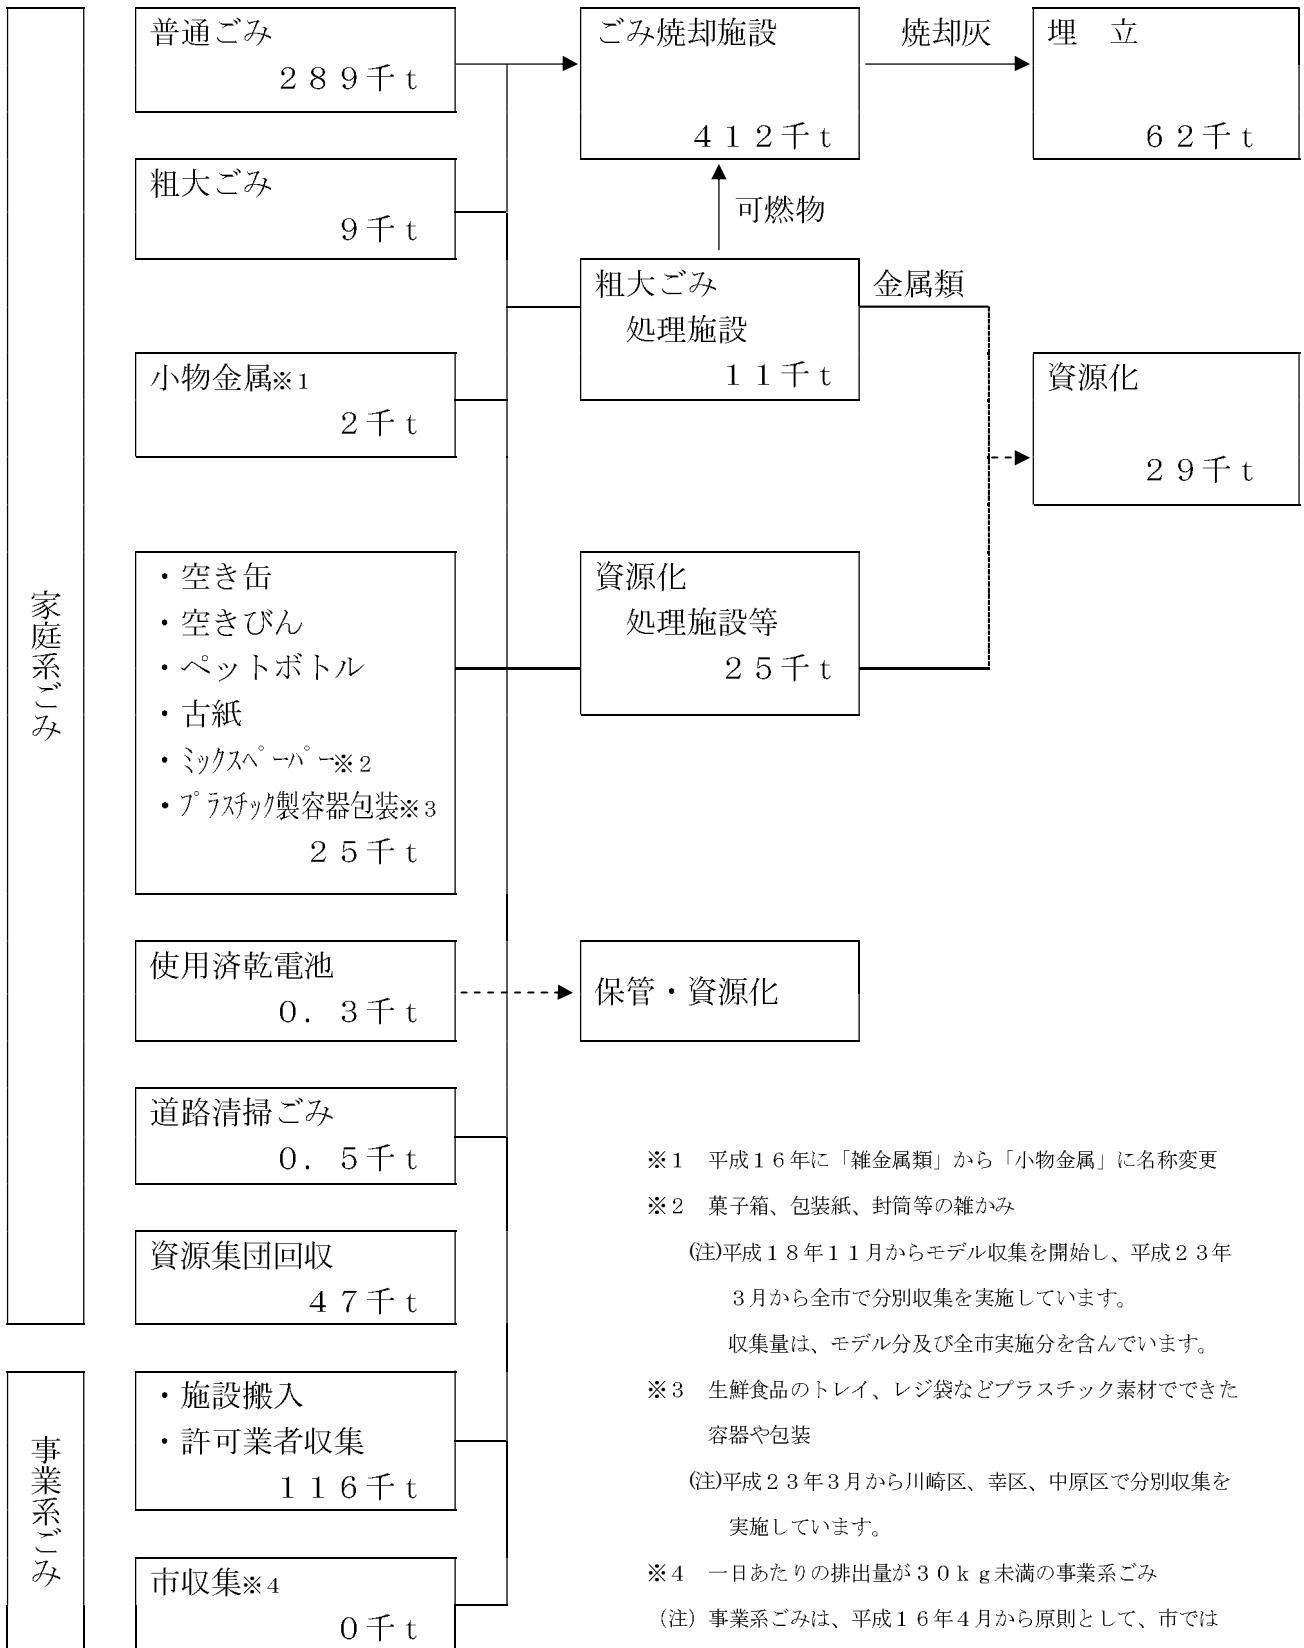 家庭系ごみ
普通ごみ
２８９千ｔ
粗大ごみ
９千ｔ
小物金属※１
２千ｔ
・空き缶
・空きびん
・ペットボトル
・古紙
・ﾐｯｸｽﾍﾟｰﾊﾟｰ※２
・ﾌﾟﾗｽﾁｯｸ製容器包装※３
２５千ｔ
使用済乾電池
０．３千ｔ
道路清掃ごみ
０．５千ｔ
資源集団回収
４７千ｔ
事業系ごみ
・施設搬入
・許可業者収集
１１６千ｔ
市収集※４
０千ｔ
ごみ焼却施設
４１２千ｔ
焼却灰
埋　立
６２千ｔ
可燃物
粗大ごみ
処理施設
１１千ｔ
金属類
資源化
２９千ｔ
資源化
処理施設等
２５千ｔ
保管・資源化
※１　平成１６年に「雑金属類」から「小物金属」に名称変更
※２　菓子箱、包装紙、封筒等の雑かみ
(注)平成１８年１１月からモデル収集を開始し、平成２３年
３月から全市で分別収集を実施しています。
収集量は、モデル分及び全市実施分を含んでいます。
※３　生鮮食品のトレイ、レジ袋などプラスチック素材でできた
容器や包装
(注)平成２３年３月から川崎区、幸区、中原区で分別収集を
実施しています。
※４　一日あたりの排出量が３０ｋｇ未満の事業系ごみ
（注）事業系ごみは、平成１６年４月から原則として、市では